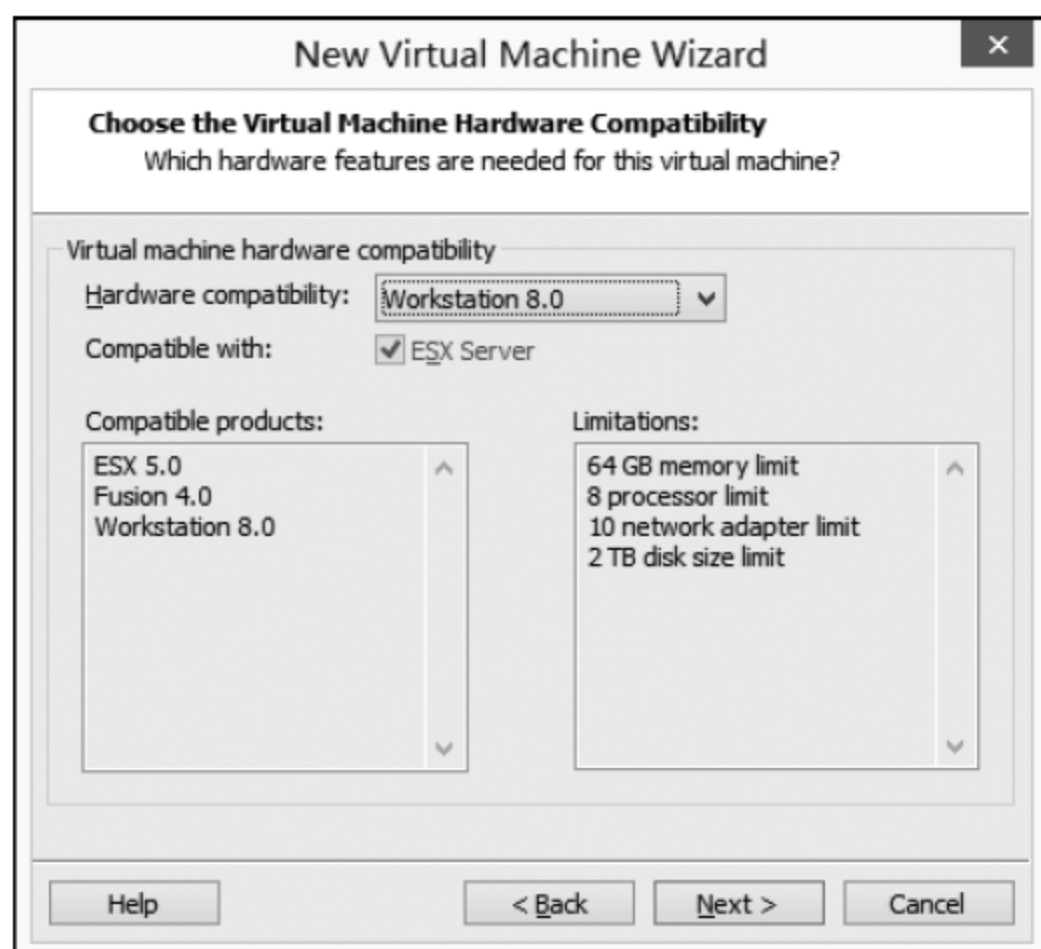 New Virtual Machine Wizard
Choose the Virtual Machine Hardware Compatibility
Which hardware features are needed for this virtual machine?
Virtual machine hardware compatibility
Hardware compatibility: Workstation 8.0
Compatible with: ESX Server
Compatible products:
ESX 5.0
Fusion 4.0
Workstation 8.0
Limitations:
64 GB memory limit
8 processor limit
10 network adapter limit
2 TB disk size limit
Help < Back Next > Cancel